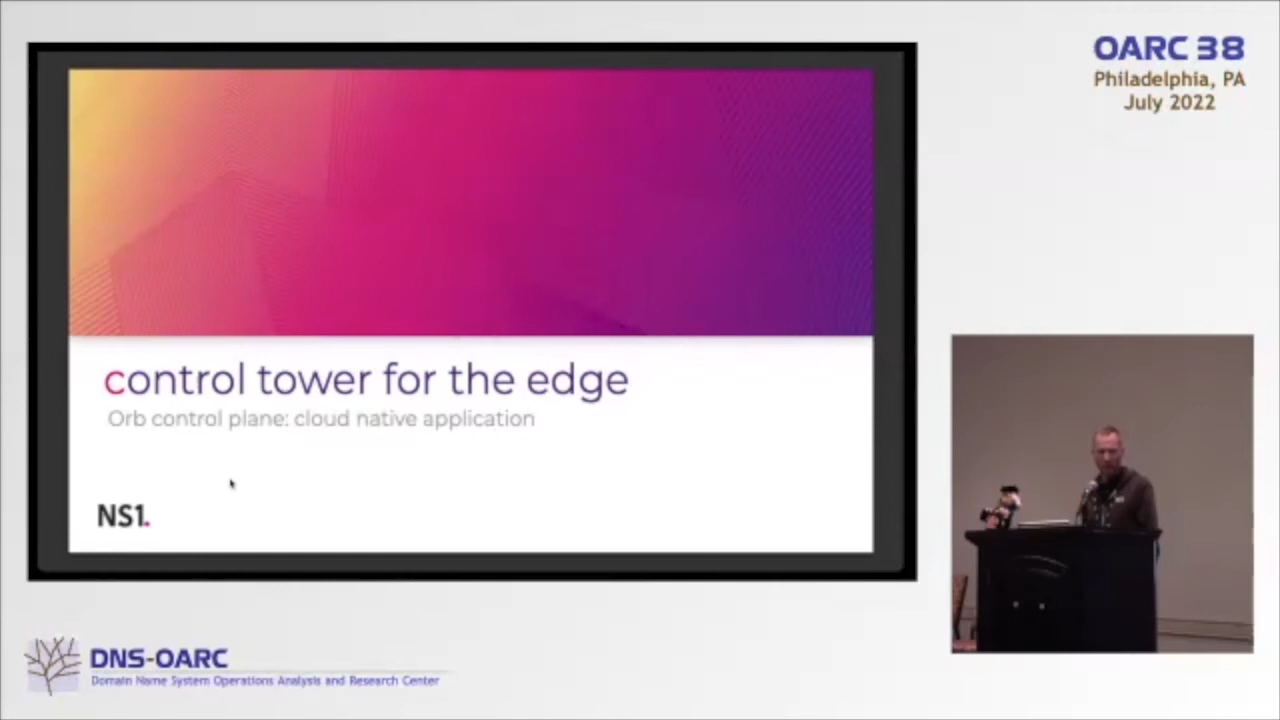 OARC 38
Philadelphia, PA
July 2022
control tower for the edge
Orb control plane: cloud native application
NS1.
DNS-OARC
Domain Name System Operations Analysis and Research Center